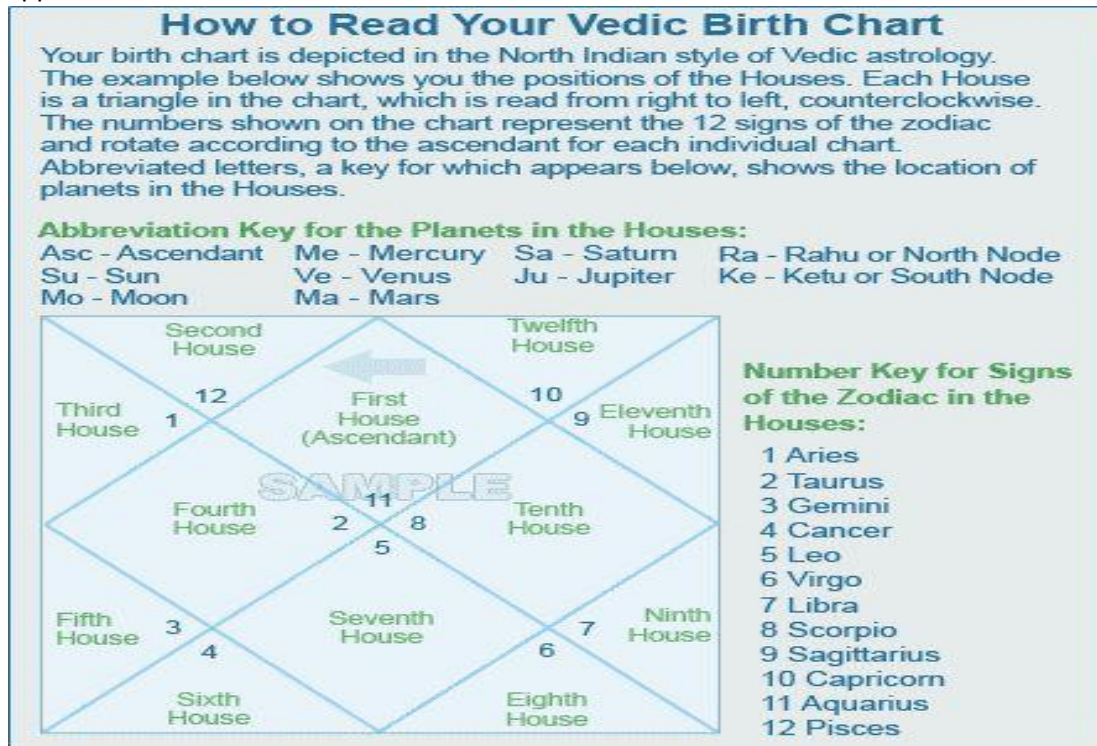 How to Read Your Vedic Birth Chart
Your birth chart is depicted in the North Indian style of Vedic astrology.
The example below shows you the positions of the Houses. Each House
is a triangle in the chart, which is read from right to left, counterclockwise.
The numbers shown on the chart represent the 12 signs of the zodiac
and rotate according to the ascendant for each individual chart.
Abbreviated letters, a key for which appears below, shows the location of
planets in the Houses.
Abbreviation Key for the Planets in the Houses:
Asc - Ascendant Me - Mercury Sa - Saturn Ra - Rahu or North Node
Su - Sun Ve - Venus Ju - Jupiter Ke - Ketu or South Node
Mo - Moon Ma - Mars
Second
House
Twelfth
House
12
10
Third
House
1
First
House
(Ascendant)
9
Eleventh
House
SAMPLE
Fourth
House
2
11
8
5
Tenth
House
Fifth
House
3
4
Seventh
House
7
6
Ninth
House
Sixth
House
Eighth
House
Number Key for Signs
of the Zodiac in the
Houses:
1 Aries
2 Taurus
3 Gemini
4 Cancer
5 Leo
6 Virgo
7 Libra
8 Scorpio
9 Sagittarius
10 Capricorn
11 Aquarius
12 Pisces